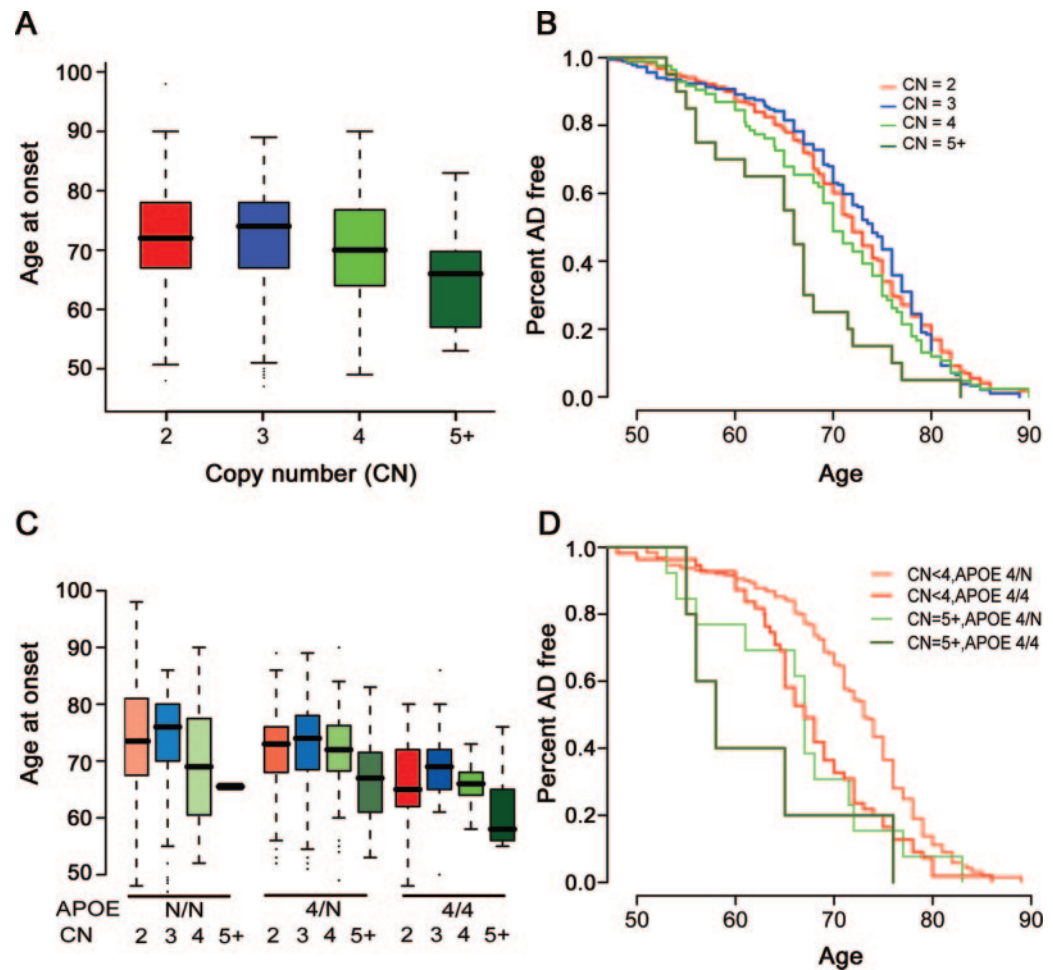 A
Age at onset
100
90
80
70
60
50
2 3 4 5+
Copy number (CN)
B
Percent AD free
1.0
0.8
0.6
0.4
0.2
0.0
CN = 2
CN = 3
CN = 4
CN = 5+
50 60 70 80 90
Age
C
Age at onset
100
90
80
70
60
50
APOE N/N 4/N 4/4
CN 2 3 4 5+ 2 3 4 5+ 2 3 4 5+
D
Percent AD free
1.0
0.8
0.6
0.4
0.2
0.0
CN<4,APOE 4/N
CN<4,APOE 4/4
CN=5+,APOE 4/N
CN=5+,APOE 4/4
50 60 70 80 90
Age